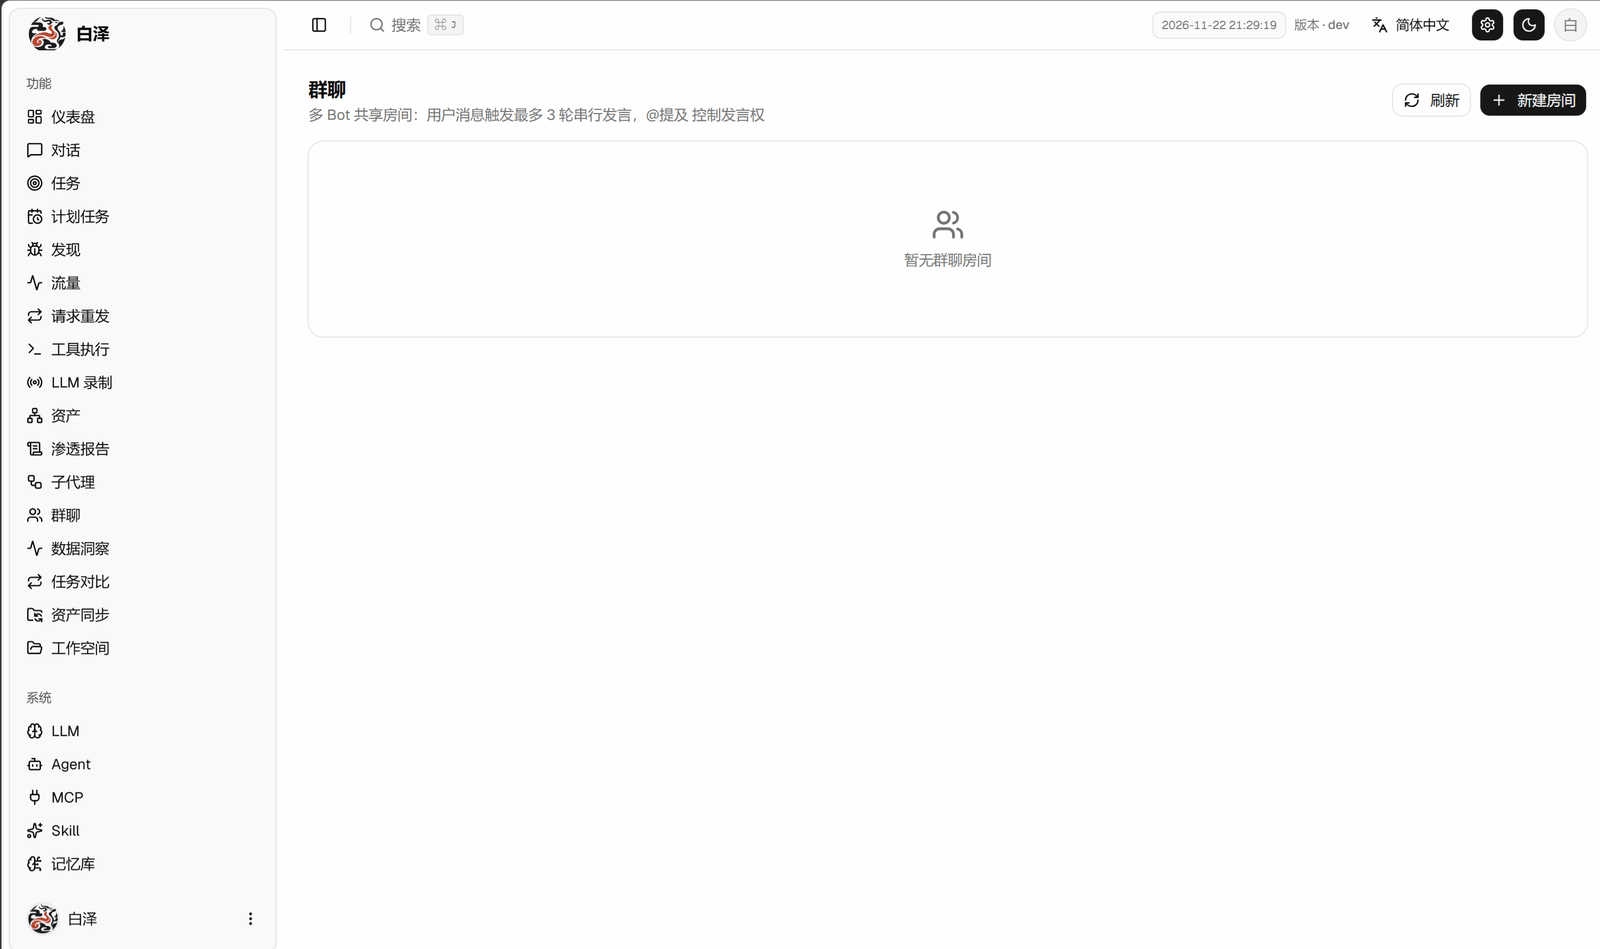 白泽
功能
仪表盘
对话
任务
计划任务
发现
流量
请求重发
工具执行
LLM 录制
资产
渗透报告
子代理
群聊
数据洞察
任务对比
资产同步
工作空间
系统
LLM
Agent
MCP
Skill
记忆库
白泽
搜索 ⌘ J
2026-11-22 21:29:19 版本 · dev 简体中文 白
群聊
多 Bot 共享房间：用户消息触发最多 3 轮串行发言，@提及 控制发言权
刷新 新建房间
暂无群聊房间